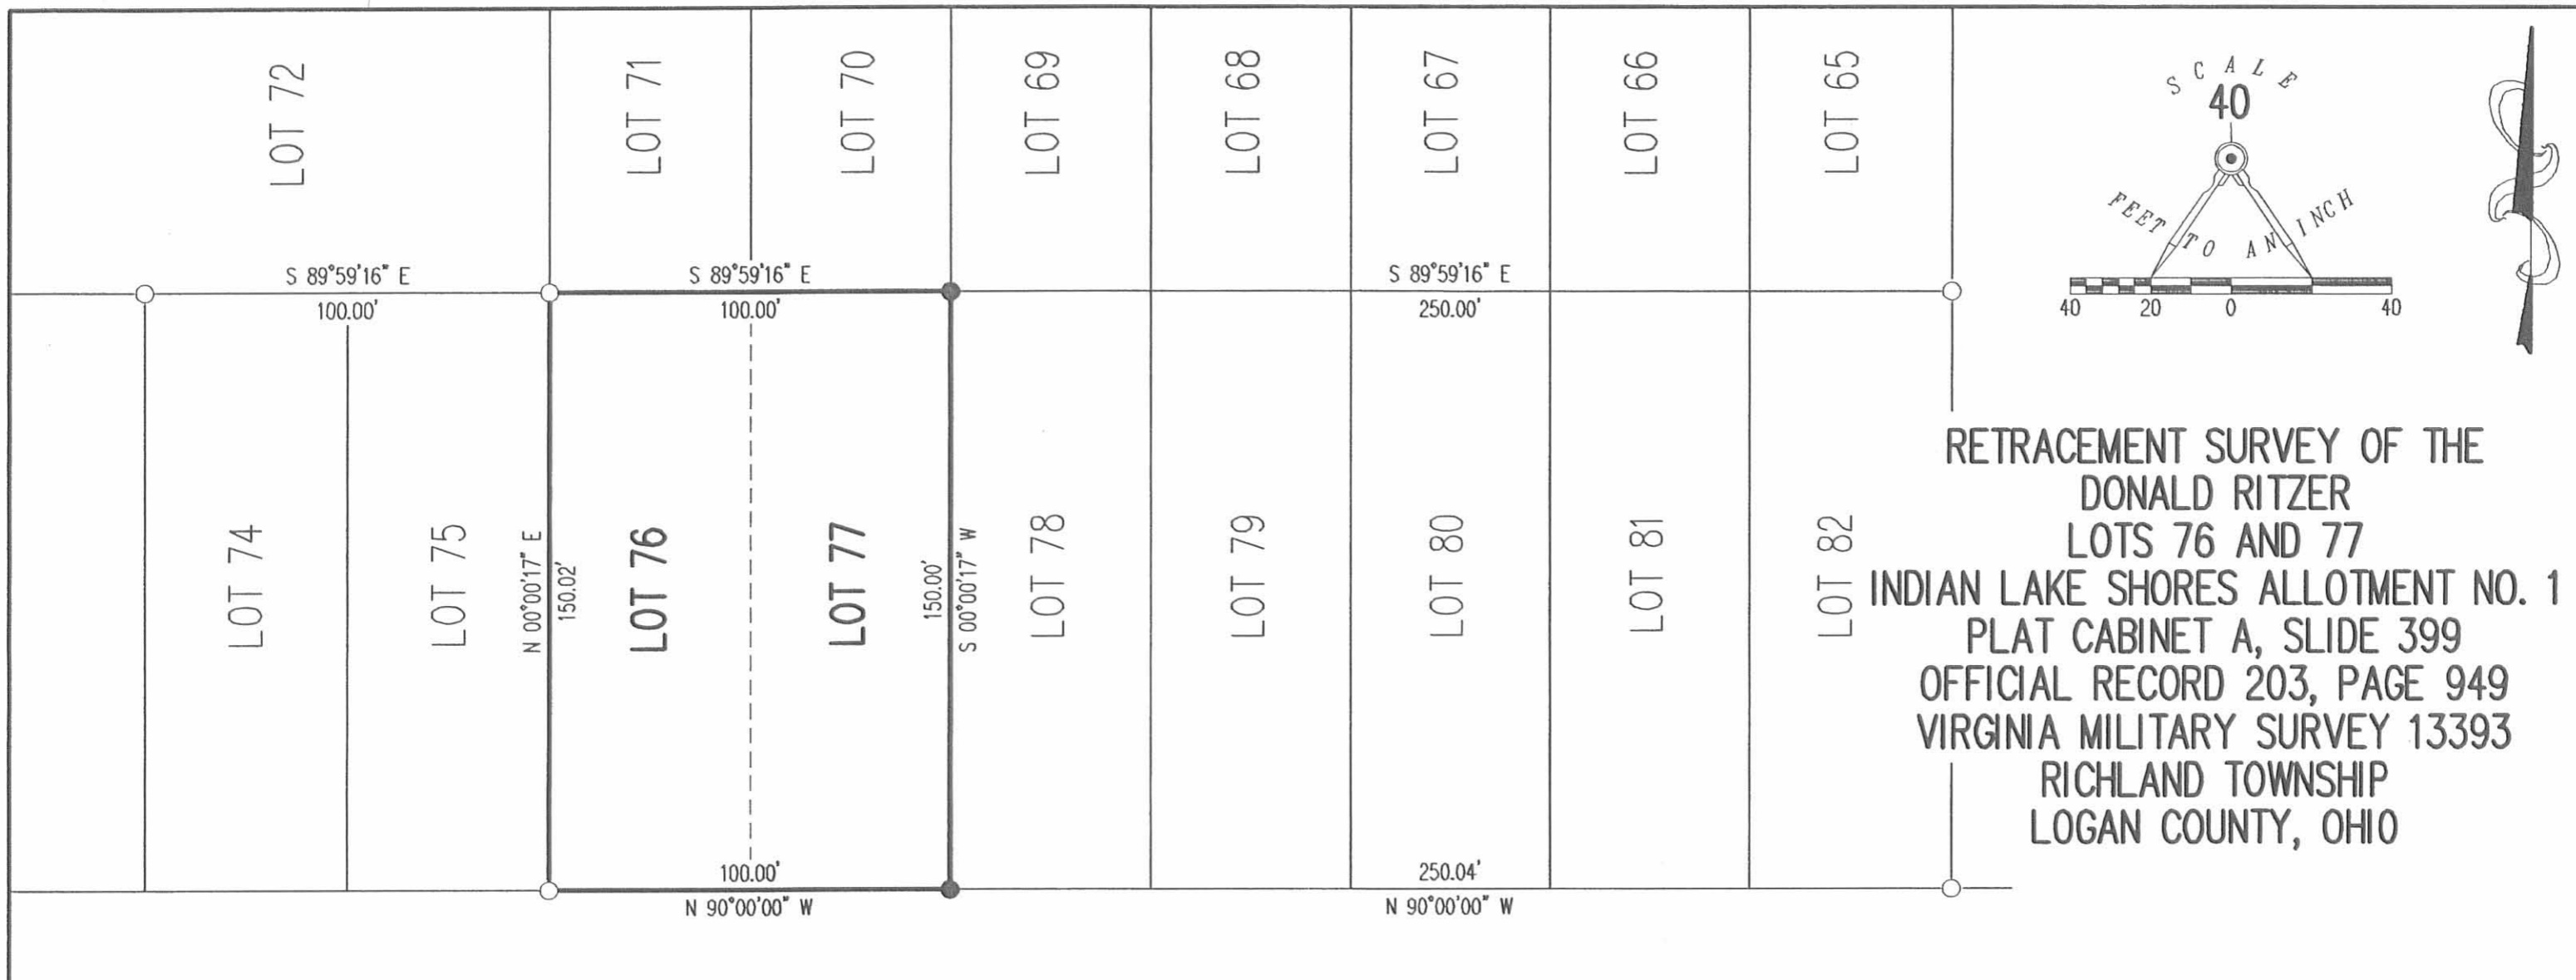 LOT 72
LOT 71
LOT 70
LOT 69
LOT 68
LOT 67
LOT 66
LOT 65
SCALE
40
FEET TO AN INCH
40 20 0 40
S 89°59'16" E
100.00'
S 89°59'16" E
100.00'
S 89°59'16" E
250.00'
LOT 74
LOT 75
N 00°00'17" E
150.02'
LOT 76
LOT 77
150.00'
S 00°00'17" W
LOT 78
LOT 79
LOT 80
LOT 81
LOT 82
100.00'
N 90°00'00" W
250.04'
N 90°00'00" W
RETRACEMENT SURVEY OF THE
DONALD RITZER
LOTS 76 AND 77
INDIAN LAKE SHORES ALLOTMENT NO. 1
PLAT CABINET A, SLIDE 399
OFFICIAL RECORD 203, PAGE 949
VIRGINIA MILITARY SURVEY 13393
RICHLAND TOWNSHIP
LOGAN COUNTY, OHIO